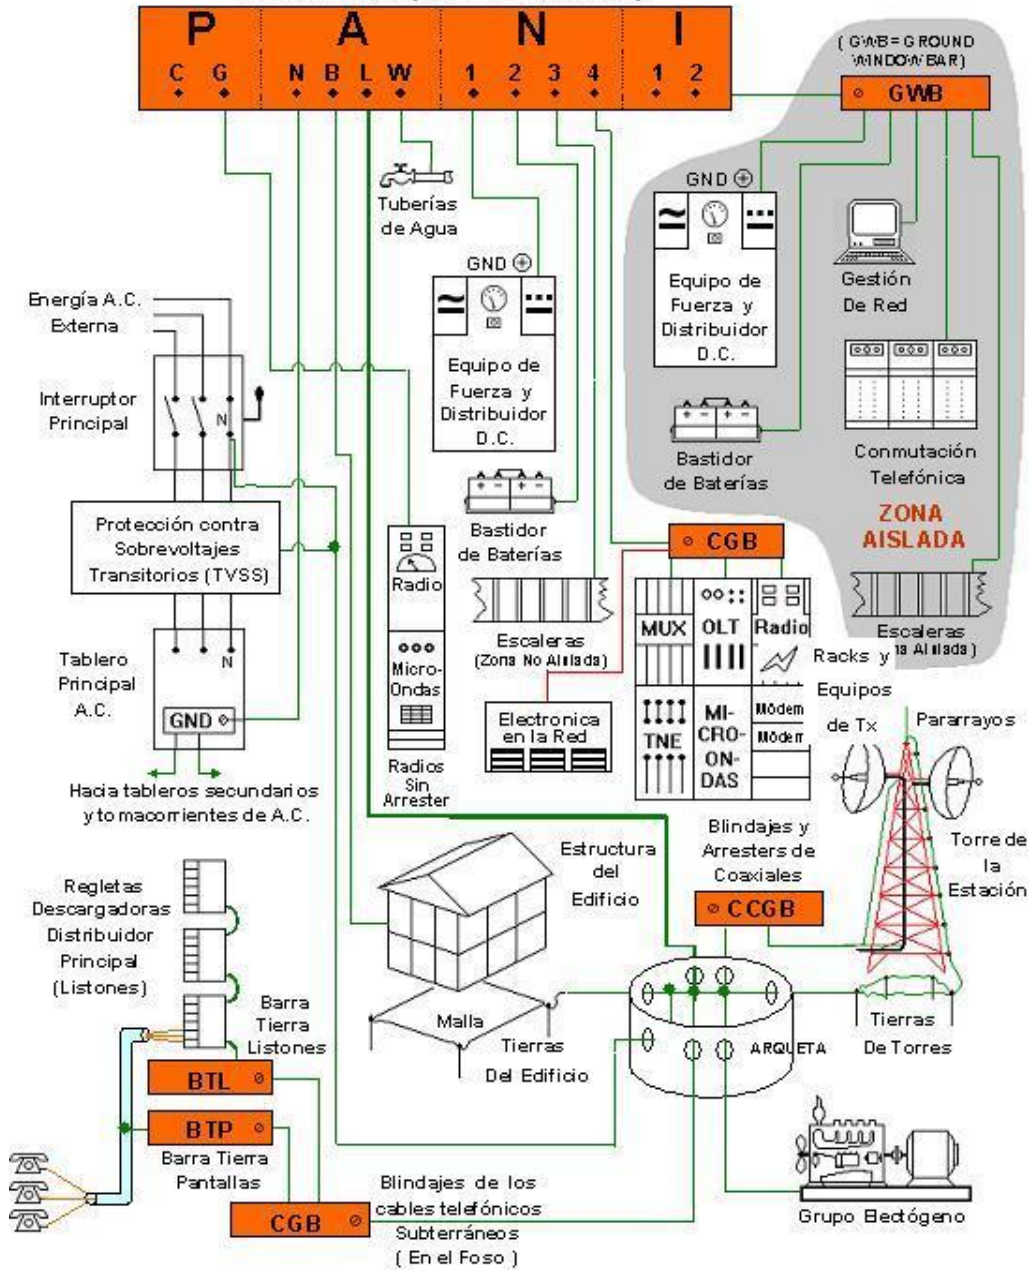 P A N I
C G N B L W 1 2 3 4 1 2
( GWB= GROUND
WINDOW BAR )
GWB
Tuberías
de Agua
GND
Equipo de
Fuerza y
Distribuidor
D.C.
Bastidor
de Baterías
GND
Equipo de
Fuerza y
Distribuidor
D.C.
Gestión
De Red
Bastidor
de Baterías
Conmutación
Telefónica
ZONA
AISLADA
Escaleras
Energía A.C.
Externa
Interruptor
Principal
N
Protección contra
Sobrevoltajes
Transitorios (TVSS)
Tablero
Principal
A.C.
N
GND
Hacia tableros secundarios
y tomacorrientes de A.C.
Radio
Micro-
Ondas
Radios
Sin
Arrester
Escaleras
(Zona No Aislada)
Electronica
en la Red
CGB
MUX
OLT
Radio
TNE
MI-
CRO-
ON-
DAS
Módem
Módem
Racks y
Equipos
de Tx
Pararrayos
Torre de
la
Estación
Blindajes y
Arresters de
Coaxiales
CCGB
Estructura
del
Edificio
Malla
Tierras
Del Edificio
ARQUETA
Tierras
De Torres
Regletas
Descargadoras
Distribuidor
Principal
(Listones)
Barra
Tierra
Listones
BTL
BTP
Barra Tierra
Pantallas
CGB
Blindajes de los
cables telefónicos
Subterráneos
( En el Foso )
Grupo Electógeno